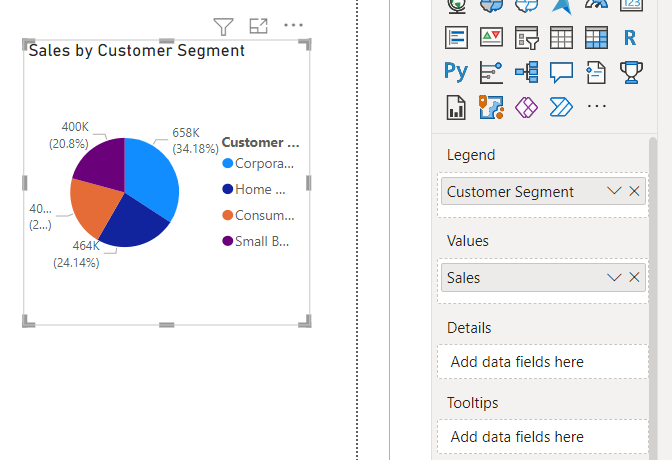 123
R
Py
Sales by Customer Segment
400K
(20.8%)
658K
(34.18%)
40...
(2...)
464K
(24.14%)
Customer ...
Corpora...
Home ...
Consum...
Small B...
Legend
Customer Segment
Values
Sales
Details
Add data fields here
Tooltips
Add data fields here